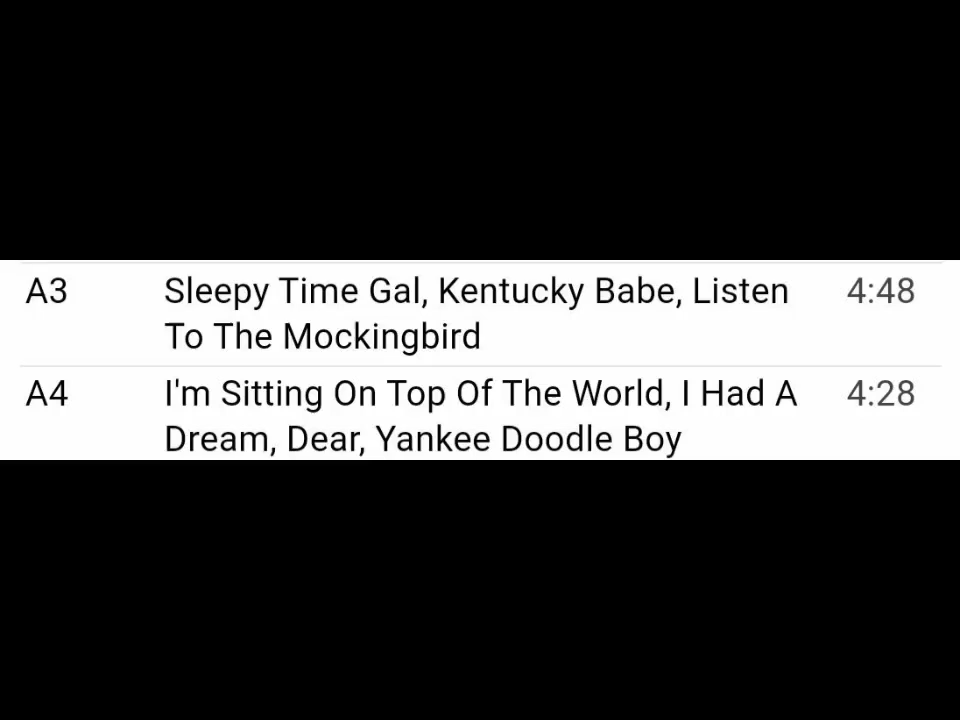 A3 Sleepy Time Gal, Kentucky Babe, Listen 4:48
To The Mockingbird
A4 I'm Sitting On Top Of The World, I Had A 4:28
Dream, Dear, Yankee Doodle Boy